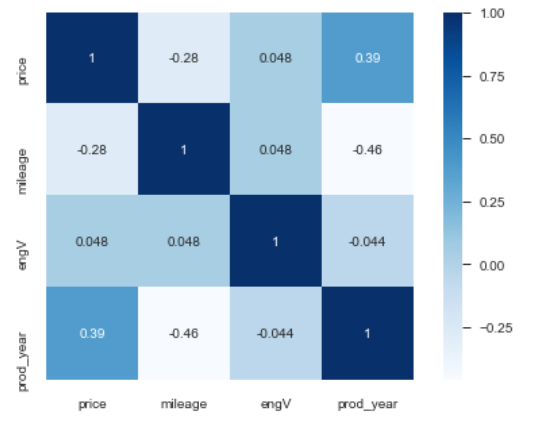 1.00
price 1 -0.28 0.048 0.39
0.75
0.50
mileage -0.28 1 0.048 -0.46
0.25
engV 0.048 0.048 1 -0.044
0.00
−0.25
prod_year 0.39 -0.46 -0.044 1
price mileage engV prod_year